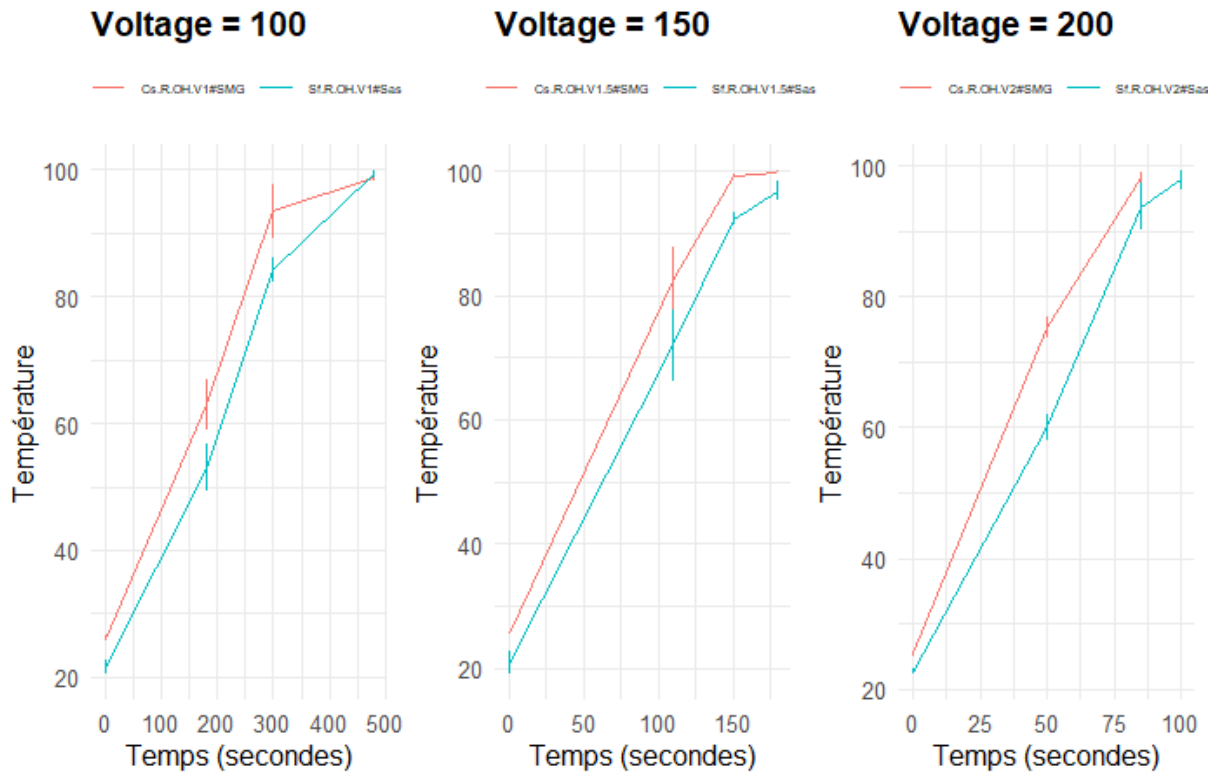 Voltage = 100
Cs.R.OH.V1#SMG
Sf.R.OH.V1#Sas
100
80
60
40
20
Température
0 100 200 300 400 500
Temps (secondes)
Voltage = 150
Cs.R.OH.V1.5#SMG
Sf.R.OH.V1.5#Sas
100
80
60
40
20
Température
0 50 100 150
Temps (secondes)
Voltage = 200
Cs.R.OH.V2#SMG
Sf.R.OH.V2#Sas
100
80
60
40
20
Température
0 25 50 75 100
Temps (secondes)